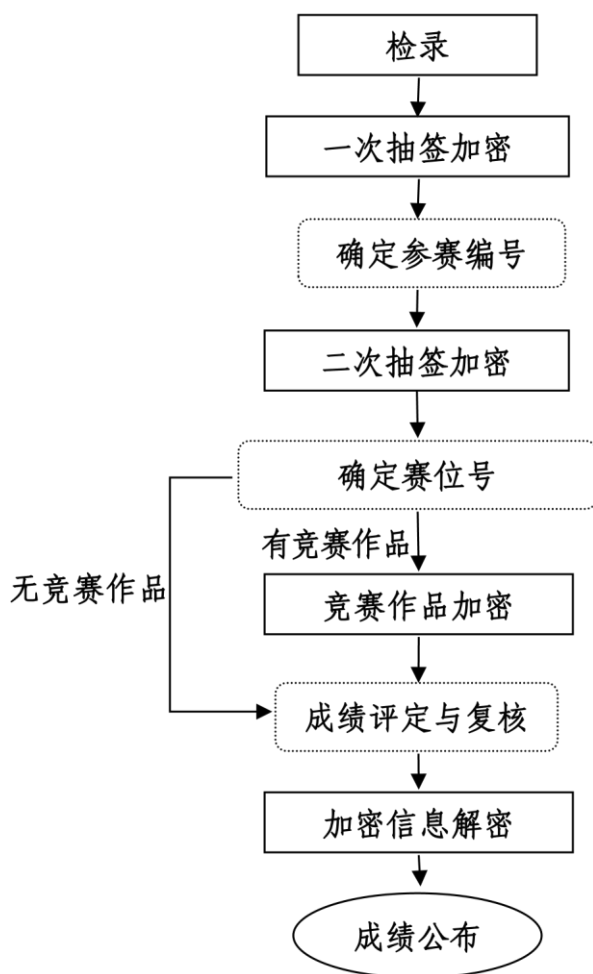 检录
一次抽签加密
确定参赛编号
二次抽签加密
确定赛位号
有竞赛作品
无竞赛作品
竞赛作品加密
成绩评定与复核
加密信息解密
成绩公布